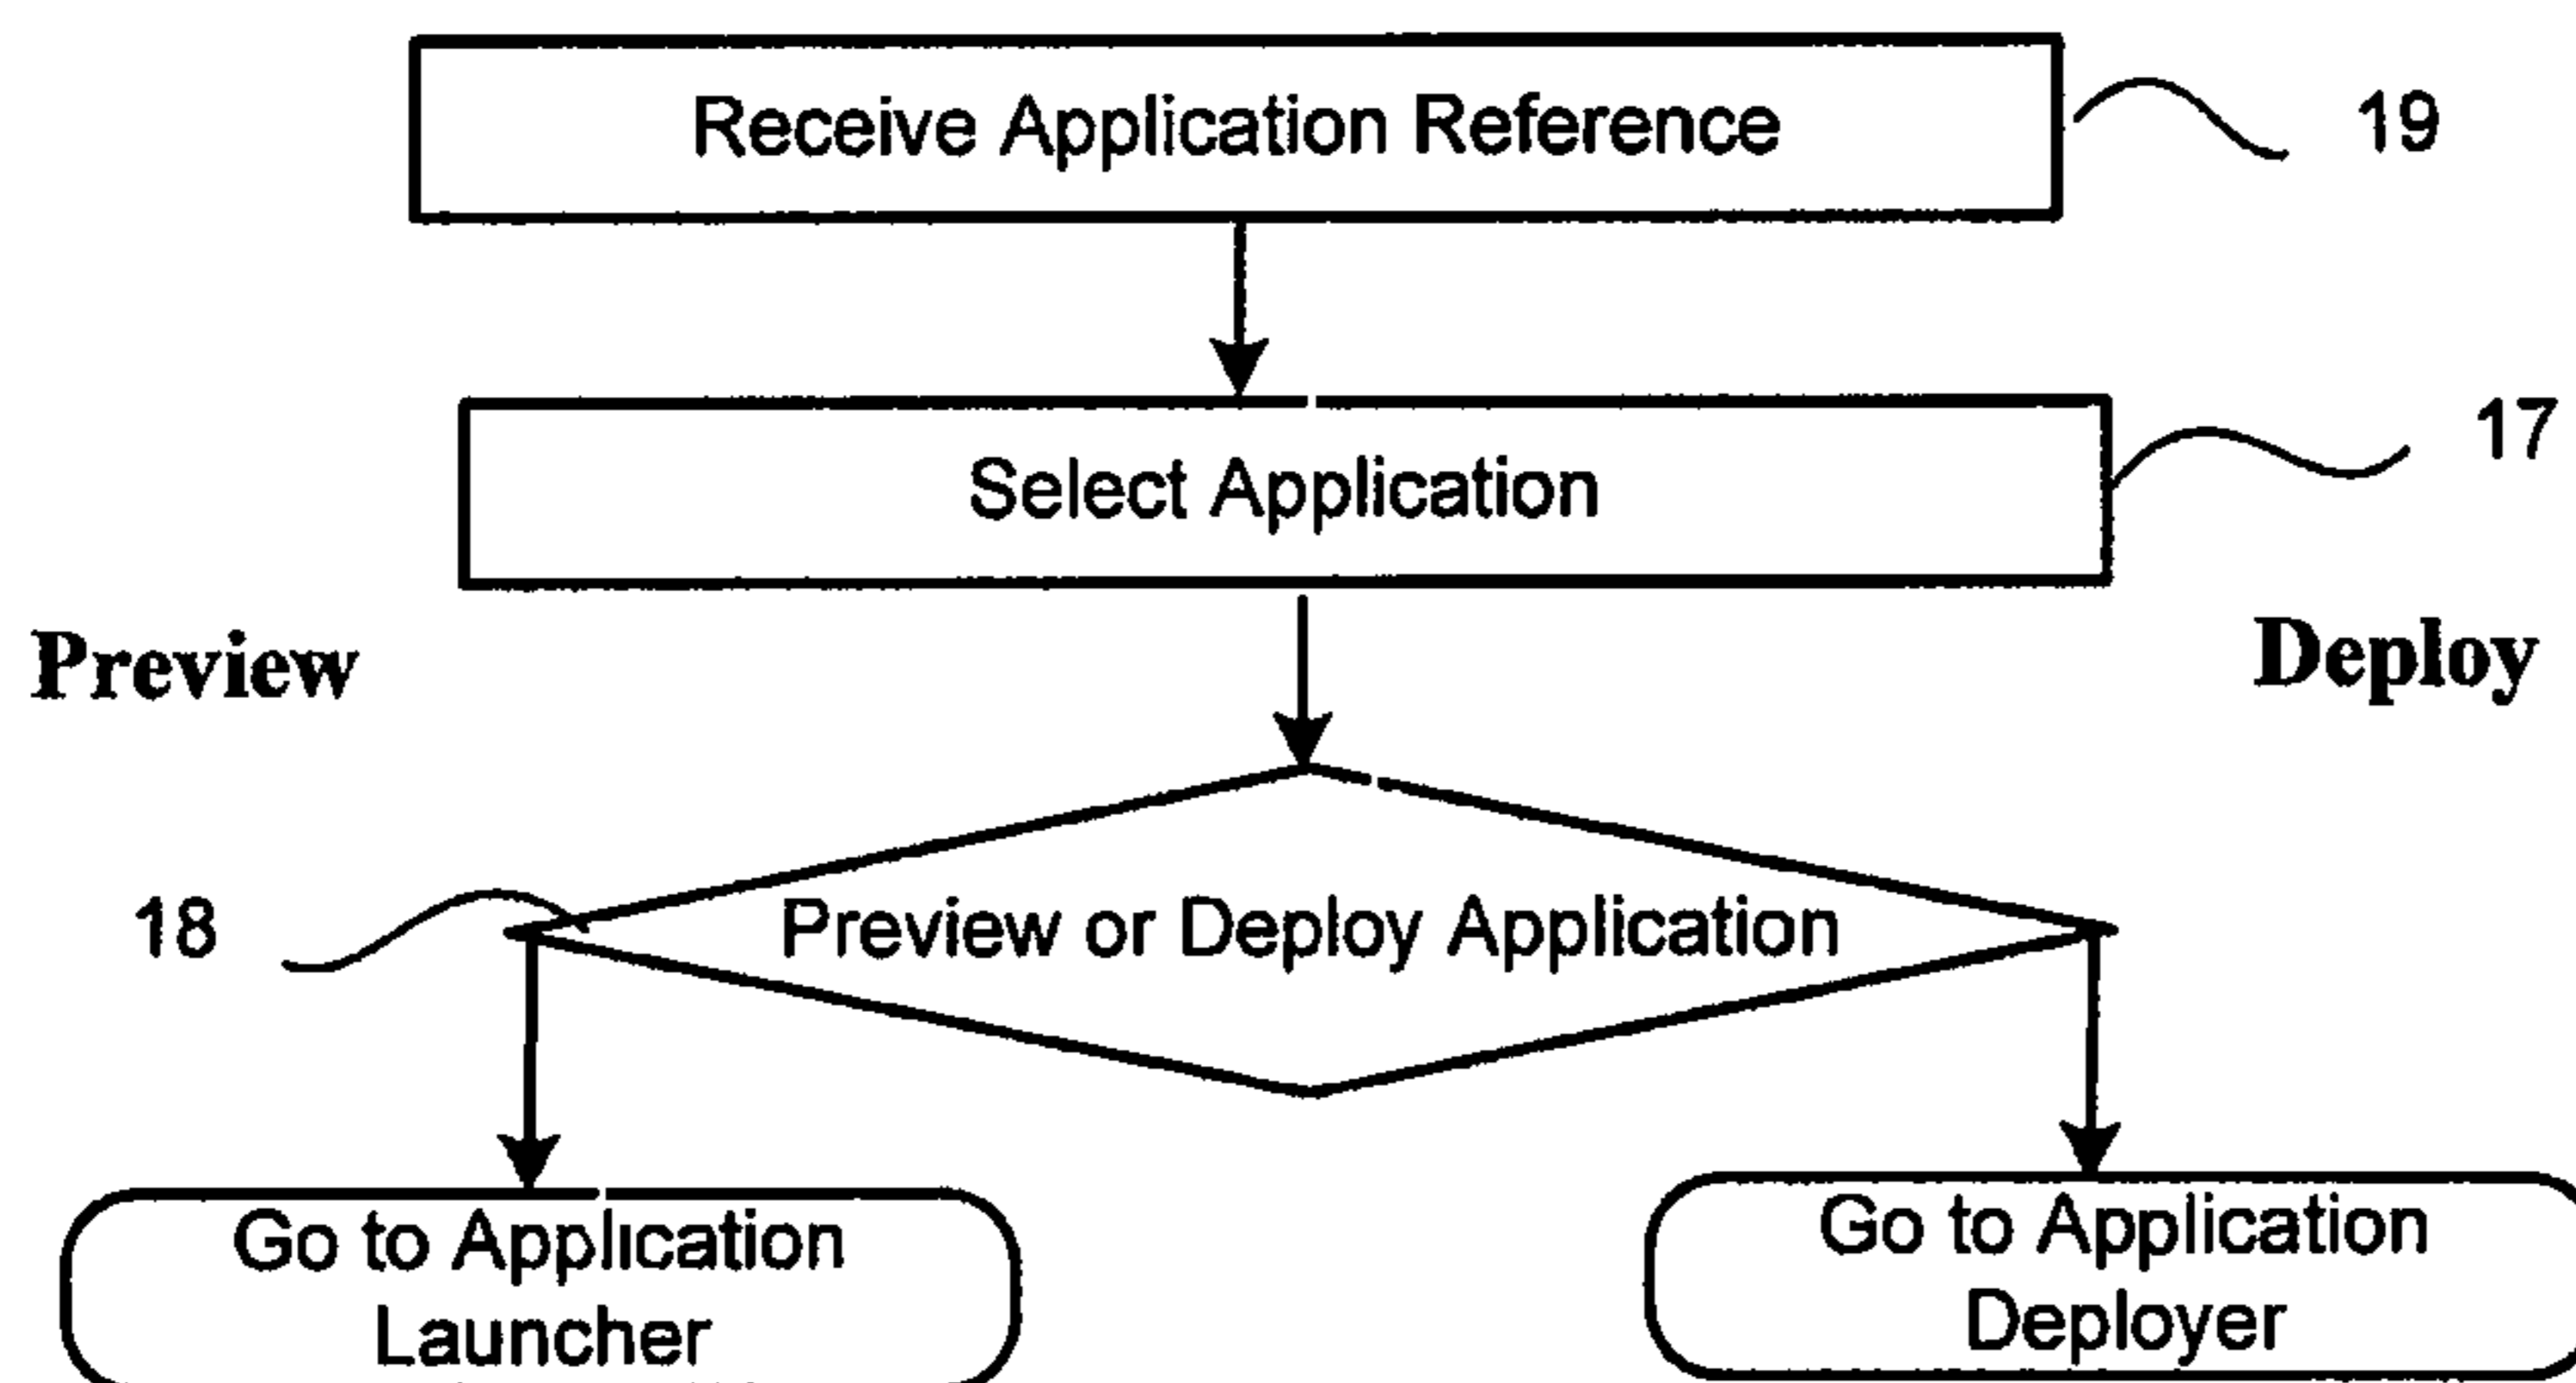 Receive Application Reference
19
Select Application
17
Preview
Deploy
18
Preview or Deploy Application
Go to Application
Launcher
Go to Application
Deployer